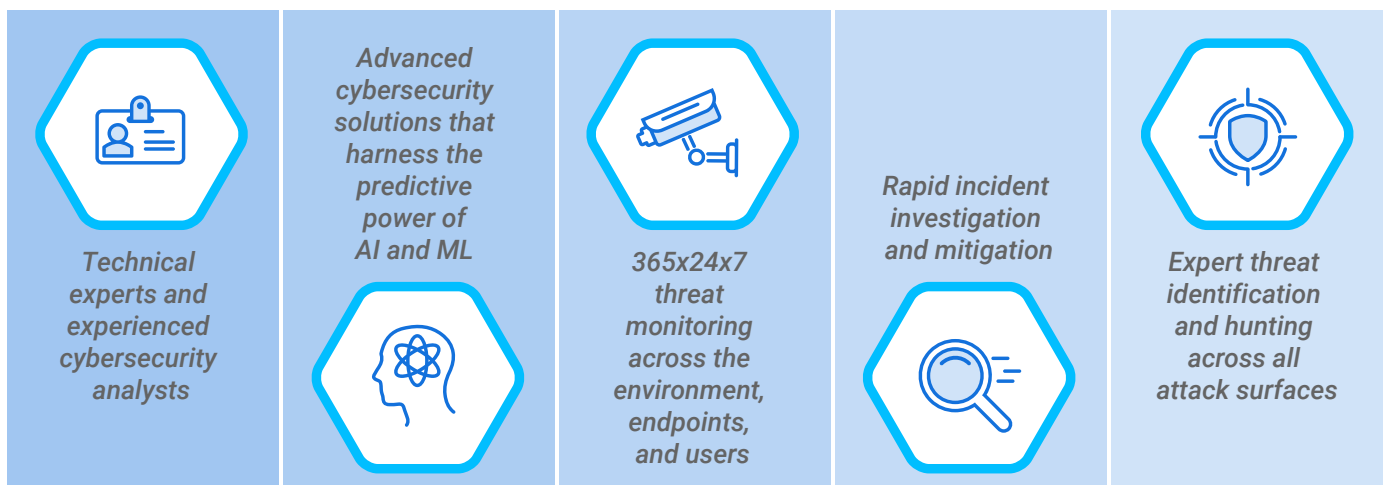 Technical
experts and
experienced
cybersecurity
analysts
Advanced
cybersecurity
solutions that
harness the
predictive
power of
AI and ML
365x24x7
threat
monitoring
across the
environment,
endpoints,
and users
Rapid incident
investigation
and mitigation
Expert threat
identification
and hunting
across all
attack surfaces